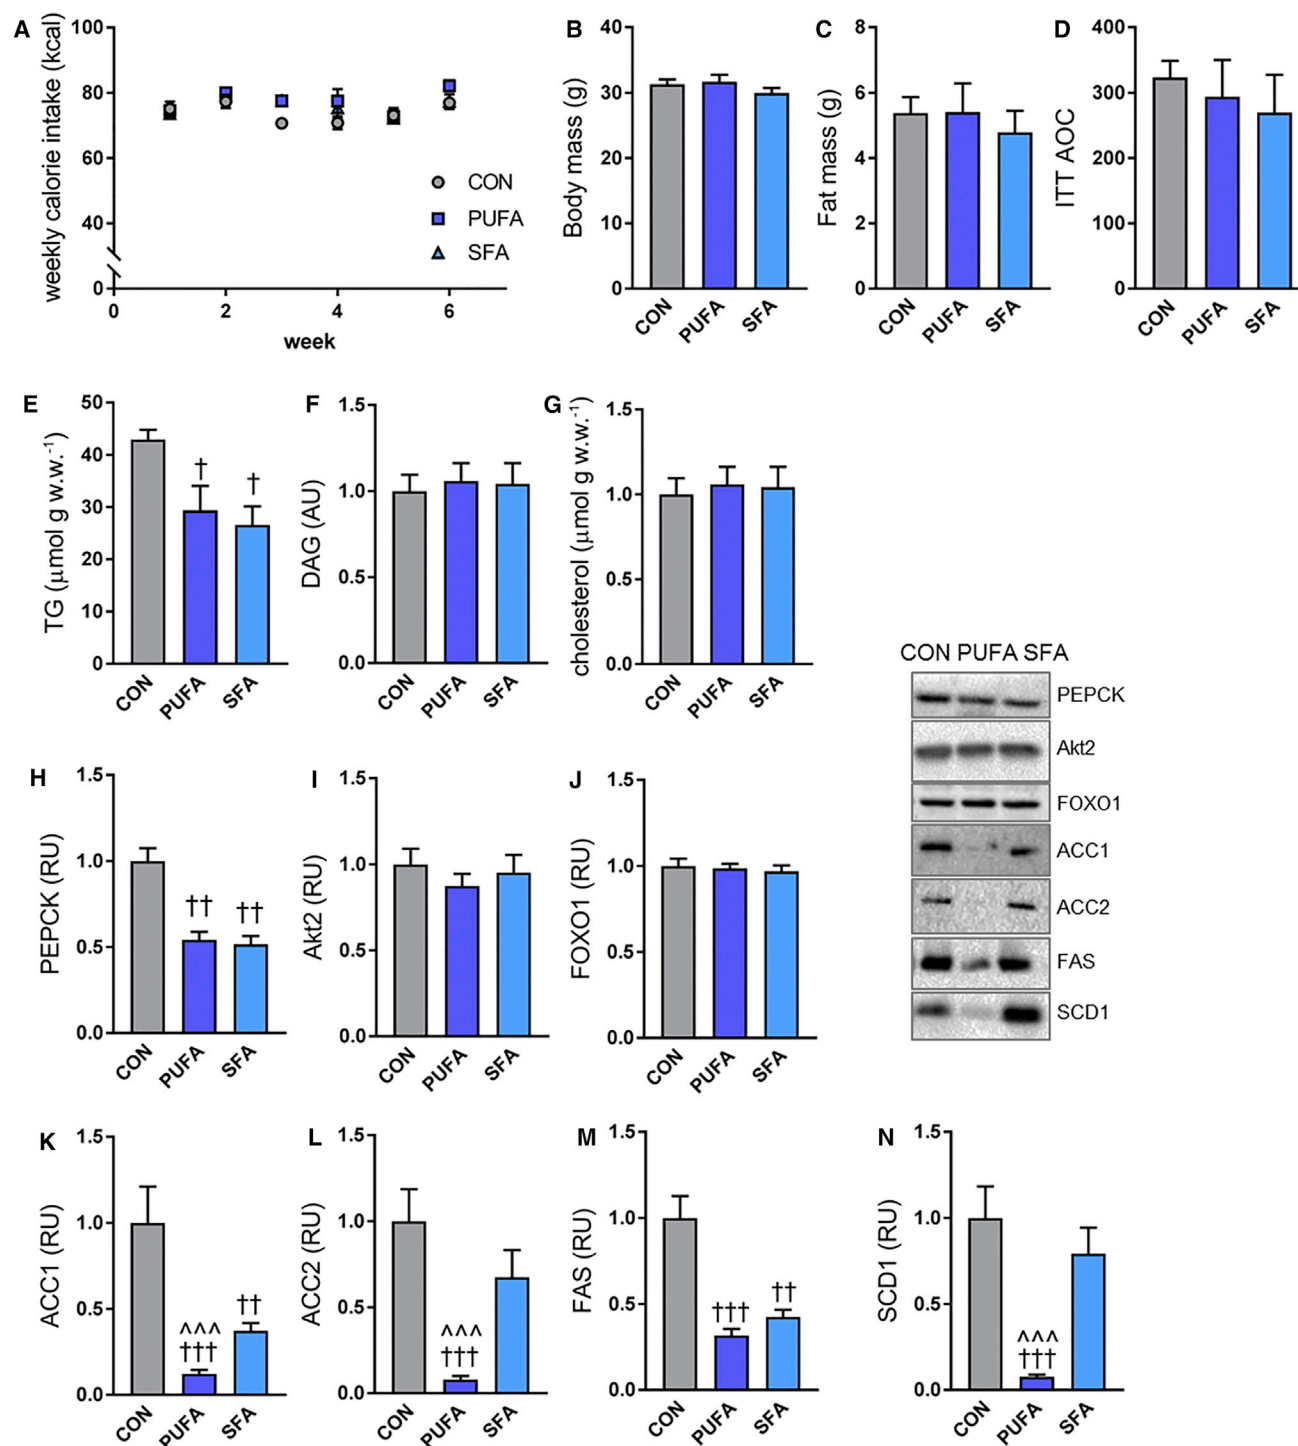 A
weekly calorie intake (kcal)
100
80
60
40
0
0
2
4
6
week
CON
PUFA
SFA
B
Body mass (g)
40
30
20
10
0
CON
PUFA
SFA
C
Fat mass (g)
8
6
4
2
0
CON
PUFA
SFA
D
ITT AOC
400
300
200
100
0
CON
PUFA
SFA
E
TG (μmol g w.w.⁻¹)
50
40
30
20
10
0
†
†
CON
PUFA
SFA
F
DAG (AU)
1.5
1.0
0.5
0.0
CON
PUFA
SFA
G
cholesterol (μmol g w.w.⁻¹)
1.5
1.0
0.5
0.0
CON
PUFA
SFA
CON PUFA SFA
PEPCK
Akt2
FOXO1
ACC1
ACC2
FAS
SCD1
H
PEPCK (RU)
1.5
1.0
0.5
0.0
††
††
CON
PUFA
SFA
I
Akt2 (RU)
1.5
1.0
0.5
0.0
CON
PUFA
SFA
J
FOXO1 (RU)
1.5
1.0
0.5
0.0
CON
PUFA
SFA
K
ACC1 (RU)
1.5
1.0
0.5
0.0
^^^
†††
††
CON
PUFA
SFA
L
ACC2 (RU)
1.5
1.0
0.5
0.0
^^^
†††
CON
PUFA
SFA
M
FAS (RU)
1.5
1.0
0.5
0.0
†††
††
CON
PUFA
SFA
N
SCD1 (RU)
1.5
1.0
0.5
0.0
^^^
†††
CON
PUFA
SFA